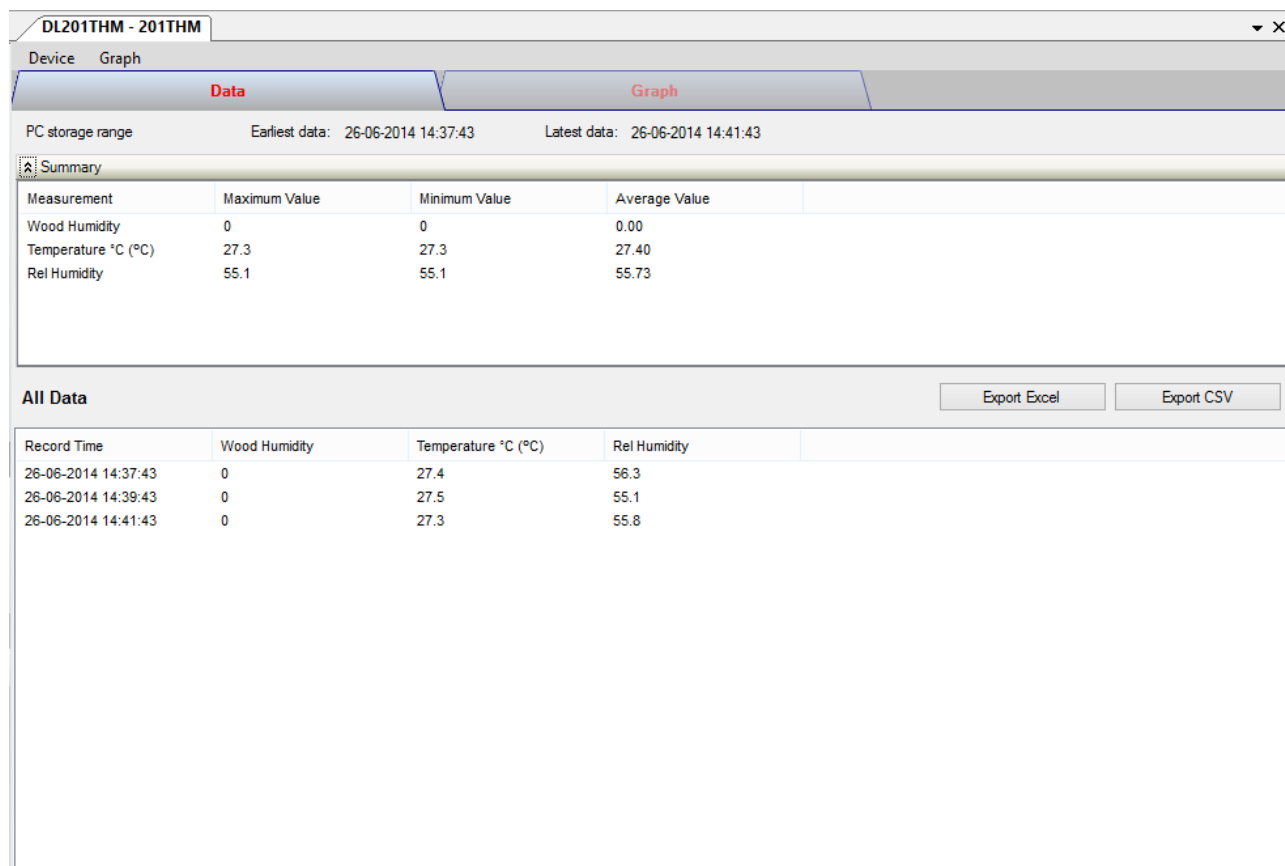 DL201THM - 201THM
Device Graph
Data Graph
PC storage range Earliest data: 26-06-2014 14:37:43 Latest data: 26-06-2014 14:41:43
Summary
Measurement Maximum Value Minimum Value Average Value
Wood Humidity 0 0 0.00
Temperature °C (ºC) 27.3 27.3 27.40
Rel Humidity 55.1 55.1 55.73
All Data Export Excel Export CSV
Record Time Wood Humidity Temperature °C (ºC) Rel Humidity
26-06-2014 14:37:43 0 27.4 56.3
26-06-2014 14:39:43 0 27.5 55.1
26-06-2014 14:41:43 0 27.3 55.8